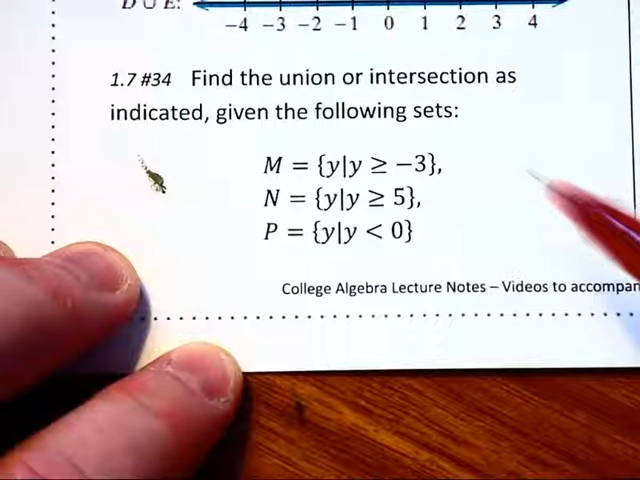 D ∪ E:
−4 −3 −2 −1 0 1 2 3 4
1.7 #34 Find the union or intersection as
indicated, given the following sets:
M = {y|y ≥ −3},
N = {y|y ≥ 5},
P = {y|y < 0}
College Algebra Lecture Notes – Videos to accompan